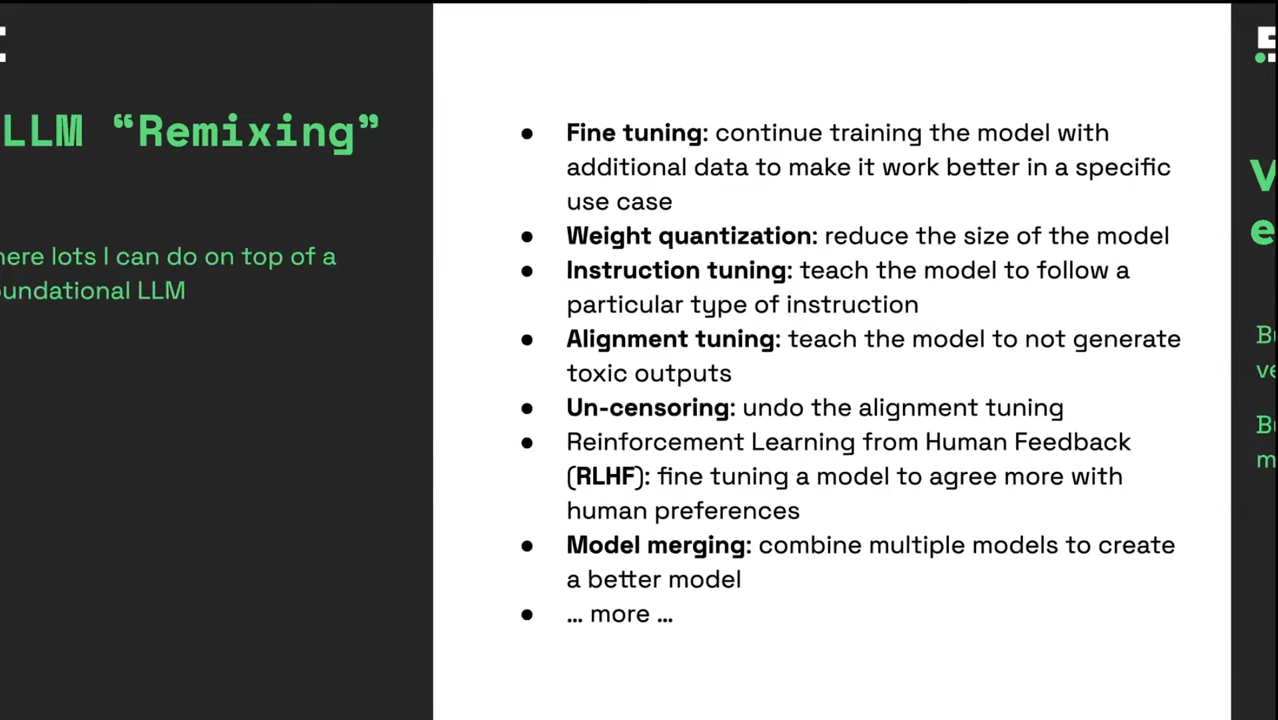 LLM “Remixing”
here lots I can do on top of a
oundational LLM
● Fine tuning: continue training the model with
additional data to make it work better in a specific
use case
● Weight quantization: reduce the size of the model
● Instruction tuning: teach the model to follow a
particular type of instruction
● Alignment tuning: teach the model to not generate
toxic outputs
● Un-censoring: undo the alignment tuning
● Reinforcement Learning from Human Feedback
(RLHF): fine tuning a model to agree more with
human preferences
● Model merging: combine multiple models to create
a better model
● … more …